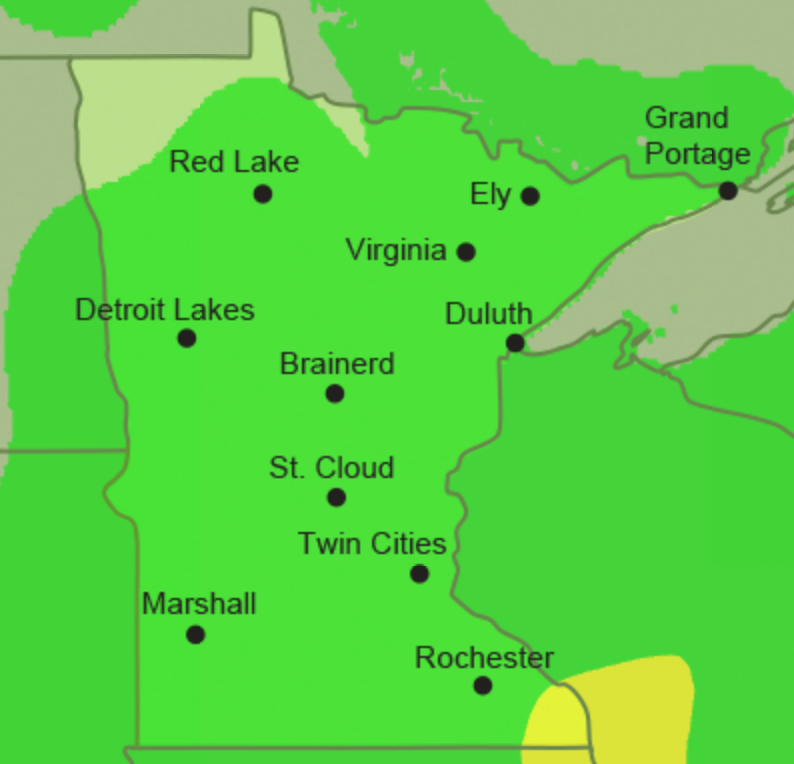 Grand
Portage
Red Lake
Ely
Virginia
Detroit Lakes
Duluth
Brainerd
St. Cloud
Twin Cities
Marshall
Rochester